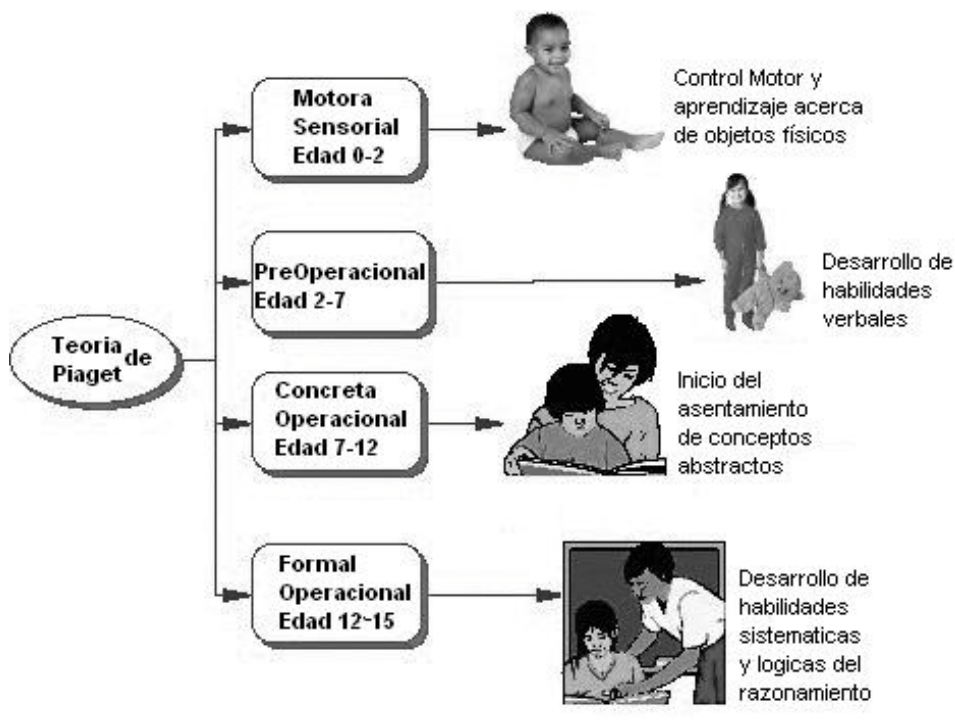 Teoria de
Piaget
Motora
Sensorial
Edad 0-2
Control Motor y
aprendizaje acerca
de objetos físicos
PreOperacional
Edad 2-7
Desarrollo de
habilidades
verbales
Concreta
Operacional
Edad 7-12
Inicio del
asentamiento
de conceptos
abstractos
Formal
Operacional
Edad 12~15
Desarrollo de
habilidades
sistematicas
y logicas del
razonamiento